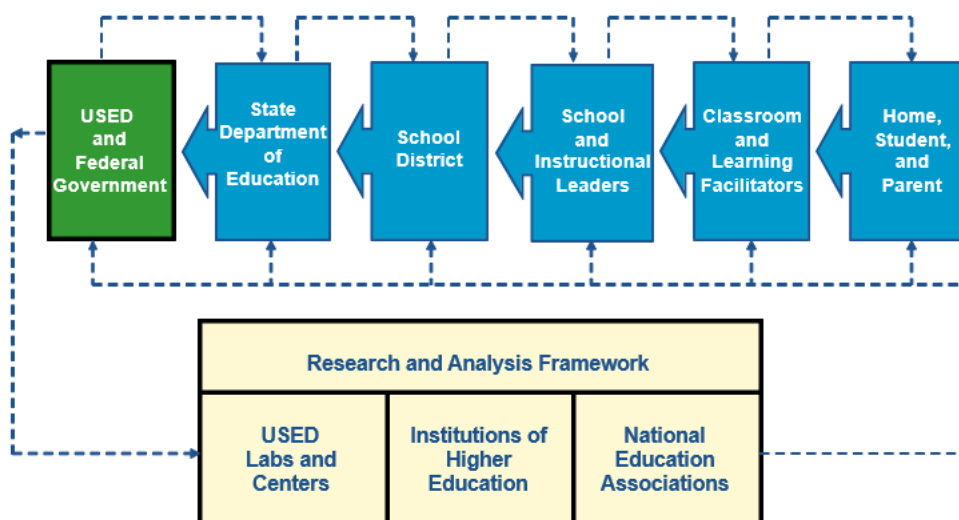 USED
and
Federal
Government
State
Department
of
Education
School
District
School
and
Instructional
Leaders
Classroom
and
Learning
Facilitators
Home,
Student,
and
Parent
Research and Analysis Framework
USED
Labs and
Centers
Institutions of
Higher
Education
National
Education
Associations